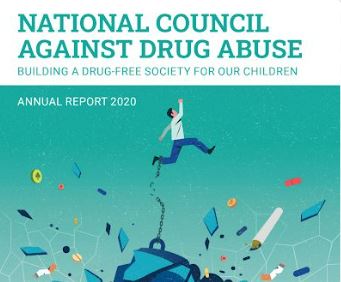 NATIONAL COUNCIL
AGAINST DRUG ABUSE
BUILDING A DRUG-FREE SOCIETY FOR OUR CHILDREN
ANNUAL REPORT 2020